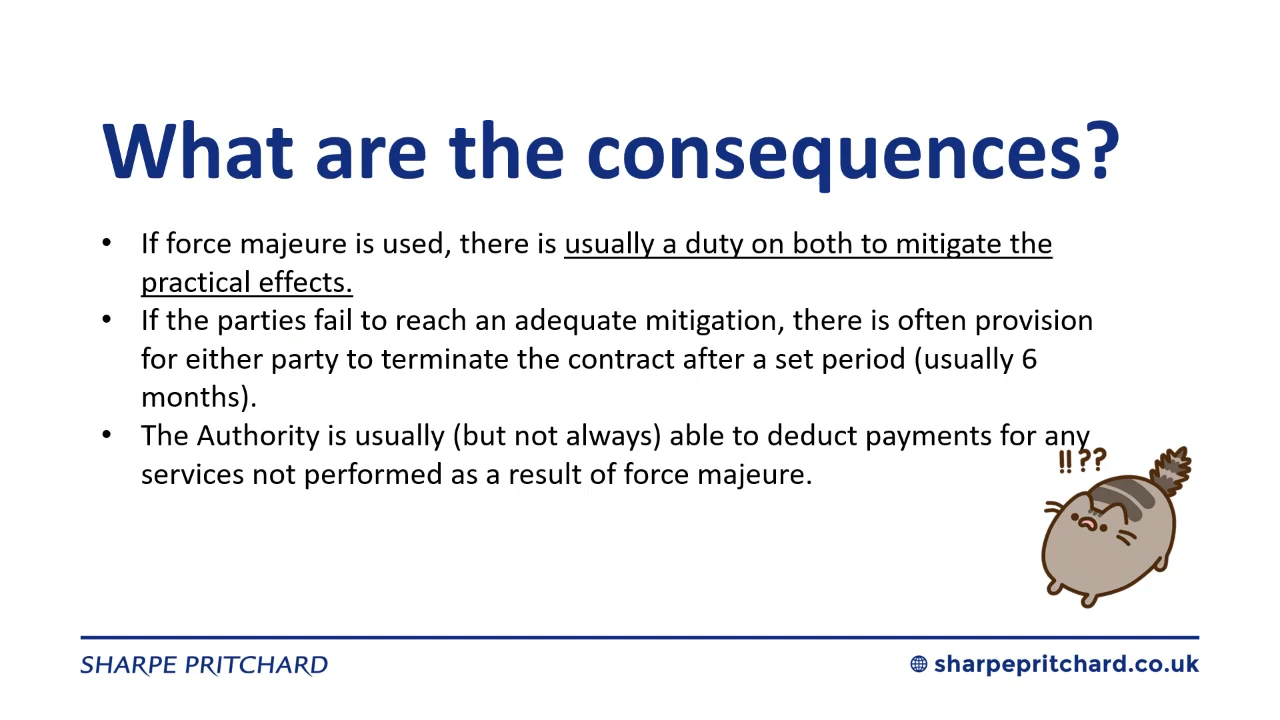 What are the consequences?
• If force majeure is used, there is usually a duty on both to mitigate the
practical effects.
• If the parties fail to reach an adequate mitigation, there is often provision
for either party to terminate the contract after a set period (usually 6
months).
• The Authority is usually (but not always) able to deduct payments for any
services not performed as a result of force majeure.
!!??
SHARPE PRITCHARD
sharpepritchard.co.uk